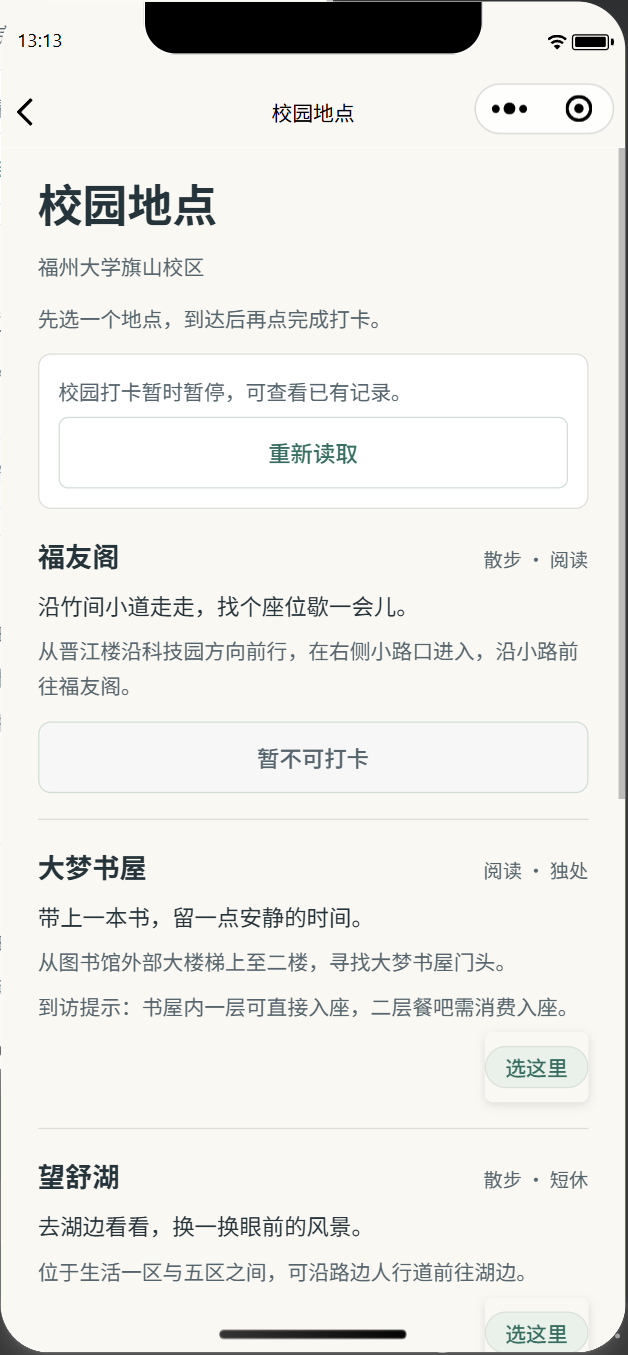 13:13
校园地点
校园地点
福州大学旗山校区
先选一个地点，到达后再点完成打卡。
校园打卡暂时暂停，可查看已有记录。
重新读取
福友阁
散步 · 阅读
沿竹间小道走走，找个座位歇一会儿。
从晋江楼沿科技园方向前行，在右侧小路口进入，沿小路前
往福友阁。
暂不可打卡
大梦书屋
阅读 · 独处
带上一本书，留一点安静的时间。
从图书馆外部大楼梯上至二楼，寻找大梦书屋门头。
到访提示：书屋内一层可直接入座，二层餐吧需消费入座。
选这里
望舒湖
散步 · 短休
去湖边看看，换一换眼前的风景。
位于生活一区与五区之间，可沿路边人行道前往湖边。
选这里